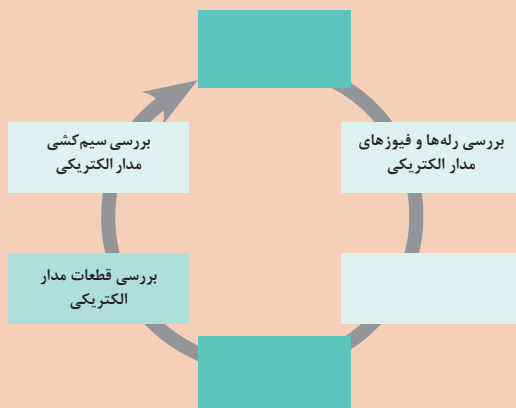 بررسی رله‌ها و فیوزهای
مدار الکتریکی
بررسی سیم‌کشی
مدار الکتریکی
بررسی قطعات مدار
الکتریکی